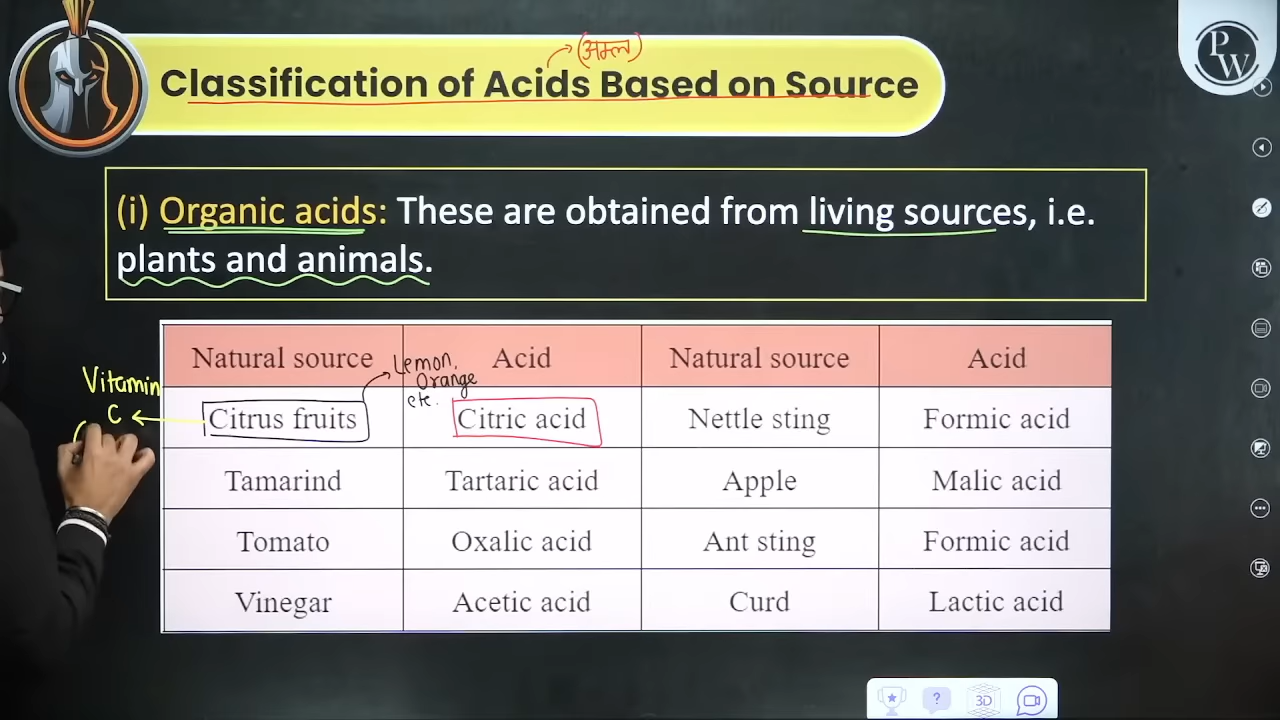 (अम्ल)
Classification of Acids Based on Source
PW
(i) Organic acids: These are obtained from living sources, i.e.
plants and animals.
Natural source Acid Natural source Acid
Lemon,
Orange
etc.
Vitamin
C
Citrus fruits Citric acid Nettle sting Formic acid
Tamarind Tartaric acid Apple Malic acid
Tomato Oxalic acid Ant sting Formic acid
Vinegar Acetic acid Curd Lactic acid
? 3D